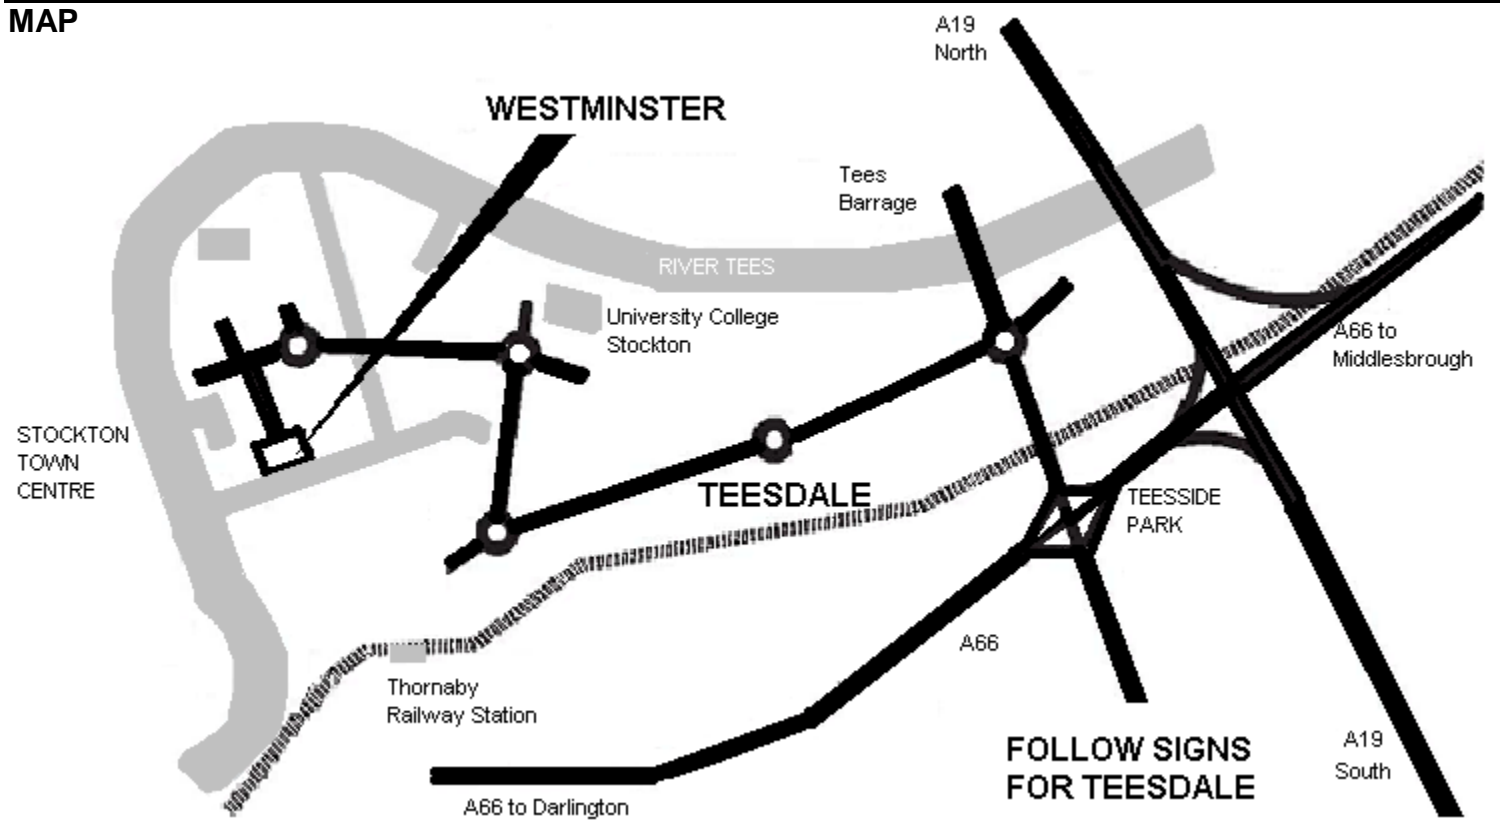 MAP
A19
North
WESTMINSTER
Tees
Barrage
RIVER TEES
University College
Stockton
A66 to
Middlesbrough
STOCKTON
TOWN
CENTRE
TEESDALE
TEESSIDE
PARK
A66
Thornaby
Railway Station
FOLLOW SIGNS
FOR TEESDALE
A19
South
A66 to Darlington